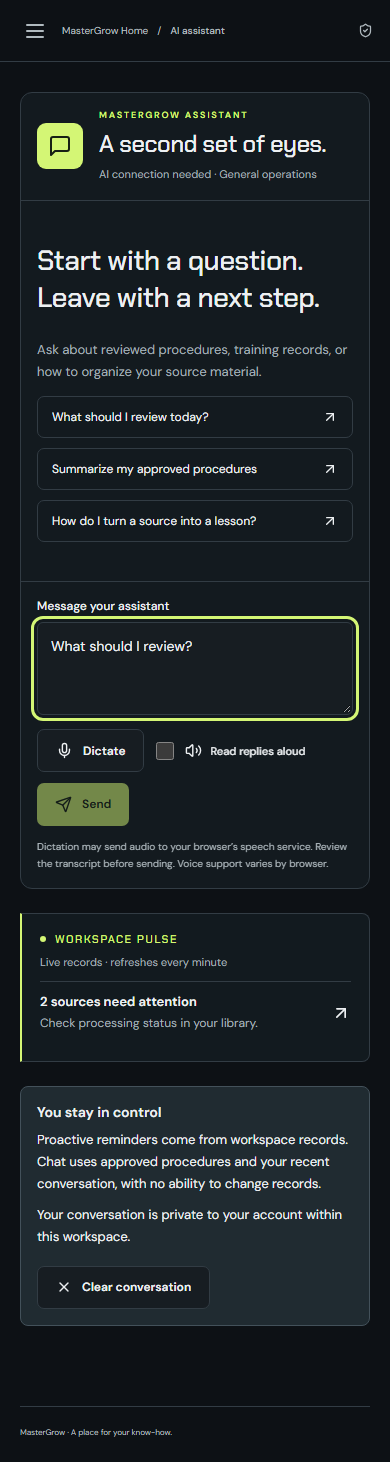 MasterGrow Home / AI assistant
MASTERGROW ASSISTANT
A second set of eyes.
AI connection needed · General operations
Start with a question.
Leave with a next step.
Ask about reviewed procedures, training records, or
how to organize your source material.
What should I review today?
Summarize my approved procedures
How do I turn a source into a lesson?
Message your assistant
What should I review?
Dictate
Read replies aloud
Send
Dictation may send audio to your browser's speech service. Review
the transcript before sending. Voice support varies by browser.
WORKSPACE PULSE
Live records · refreshes every minute
2 sources need attention
Check processing status in your library.
You stay in control
Proactive reminders come from workspace records.
Chat uses approved procedures and your recent
conversation, with no ability to change records.
Your conversation is private to your account within
this workspace.
Clear conversation
MasterGrow · A place for your know-how.